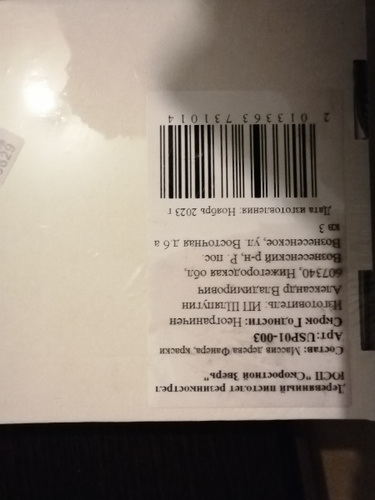 Деревянный пистолет резинкострел
ЮСП "Скоростной Зверь"
Состав: Массив дерева Фанера, краски,
Арт:USP01-003
Скрок Годности: Неограничен
Изготовитель: ИП Шлапутин
Александр Владимирович
607340, Нижегородская обл,
Вознесенский р-н, Р. пос.
Вознесенское, ул. Восточная д.6 а
кв 3
Дата изготовления: Ноябрь 2023 г
2 013363 731014